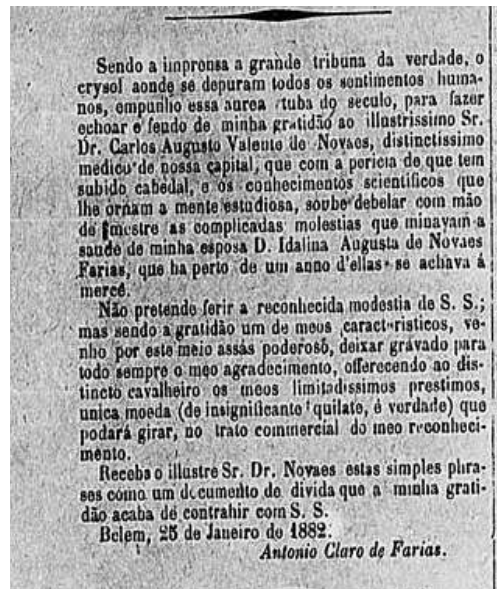 Sendo a imprensa a grande tribuna da verdade, o
crysol aonde se depuram todos os sentimentos huma-
nos, empunho essa aurea tuba do seculo, para fazer
echoar o feudo de minha gratidão ao illustrissimo Sr.
Dr. Carlos Augusto Valente de Novaes, distinctissimo
medico de nossa capital, que com a pericia de que tem
subido cabedal, e os conhecimentos scientificos que
lhe ornam a mente estudiosa, soube debelar com mão
de mestre as complicadas molestias que minavam a
saude de minha esposa D. Idalina Augusta de Novaes
Farias, que ha perto de um anno d'ellas se achava á
mercê.
Não pretendo ferir a reconhecida modestia de S. S.;
mas sendo a gratidão um de meus caracteristicos, ve-
nho por este meio assás poderoso, deixar gravado para
todo sempre o meo agradecimento, offerecendo ao dis-
tincto cavalheiro os meos limitadissimos prestimos,
unica moeda (de insignificante quilate, é verdade) que
podará girar, no trato commercial do meo reconheci-
mento.
Receba o illustre Sr. Dr. Novaes estas simples phra-
ses como um documento de divida que a minha grati-
dão acaba de contrahir com S. S.
Belem, 25 de Janeiro de 1882.
Antonio Claro de Farias.